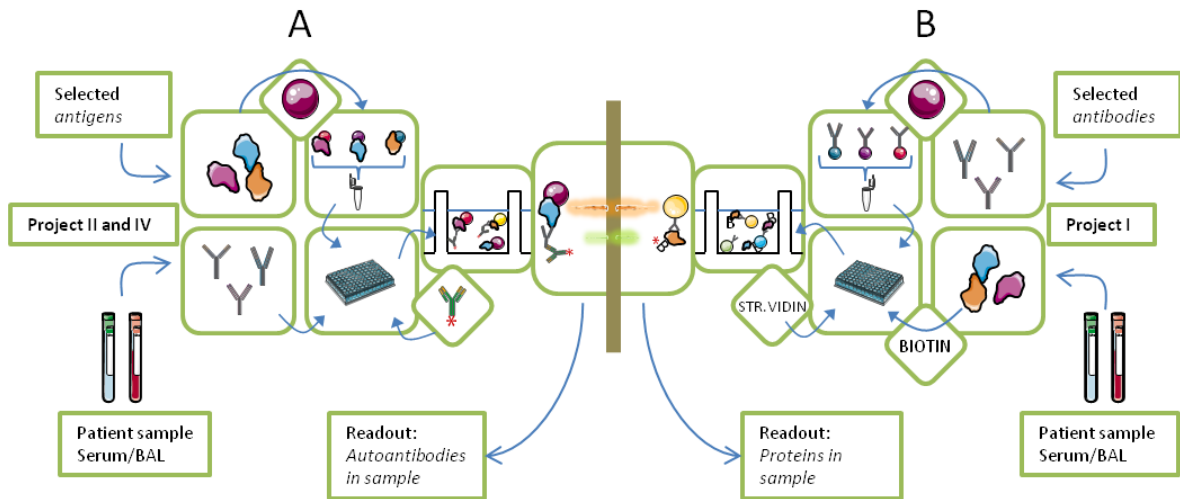 A
B
Selected
antigens
Selected
antibodies
Project II and IV
Project I
STR.VIDIN
BIOTIN
Patient sample
Serum/BAL
Readout:
Autoantibodies
in sample
Readout:
Proteins in
sample
Patient sample
Serum/BAL